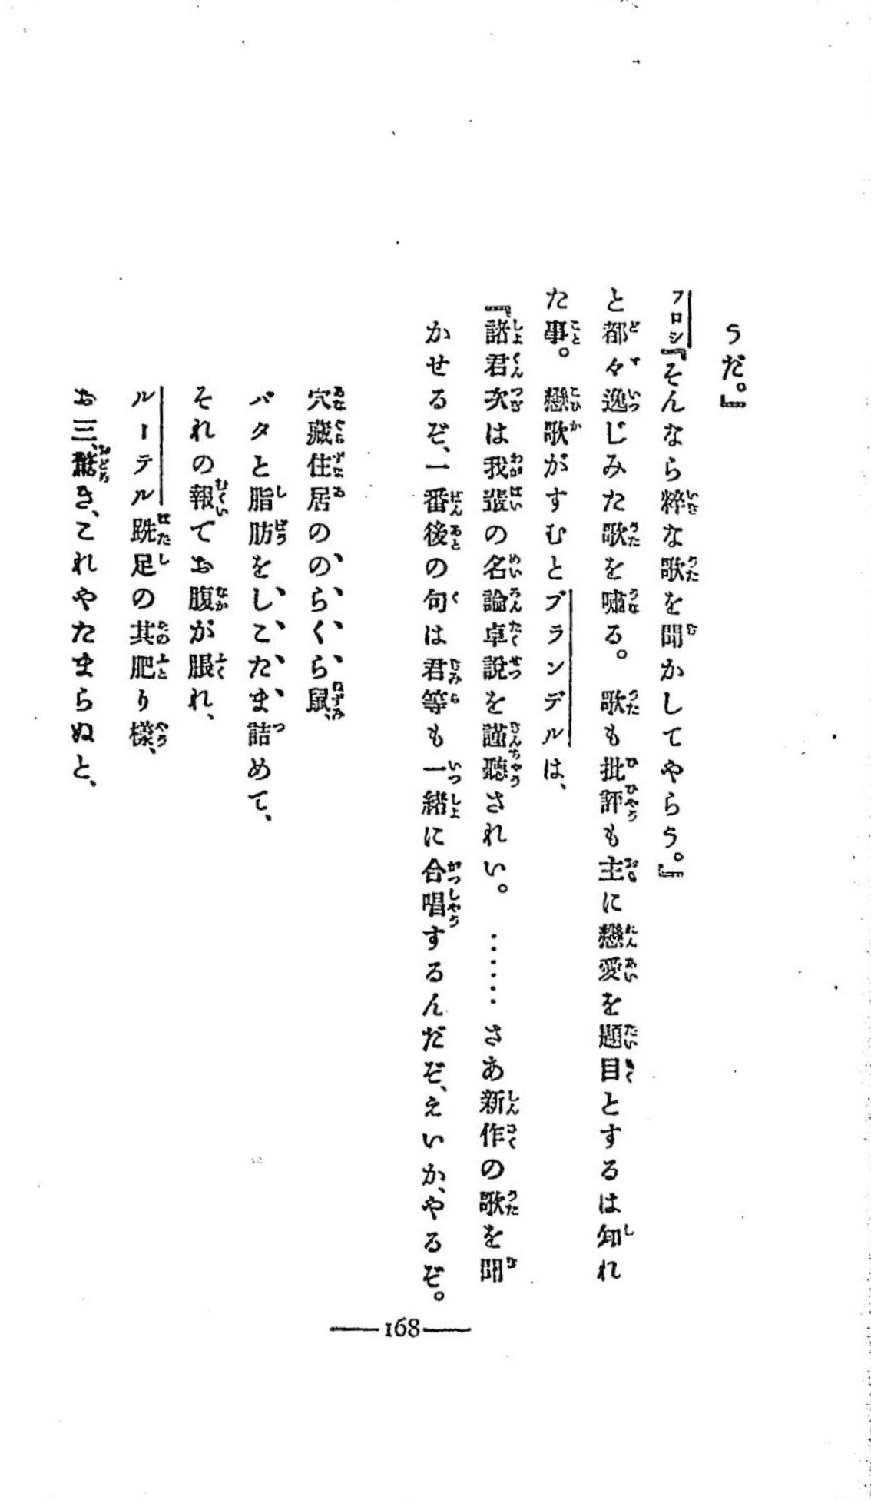 うだ。』
フロシ『そんなら粋な歌を聞かしてやらう。』
と都々逸じみた歌を嘯る。歌も批評も主に戀愛を題目とするは知れ
た事。戀歌がすむとブランデルは、
『諸君次は我輩の名論卓説を謹聽されい。……さあ新作の歌を聞
かせるぞ、一番後の句は君等も一緒に合唱するんだぞ、えいか、やるぞ。
穴藏住居ののらくら鼠、
バタと脂肪をしこたま詰めて、
それの報でお腹が脹れ、
ルーテル跣足の其肥り樣、
お三、驚き、これやたまらぬと、
168